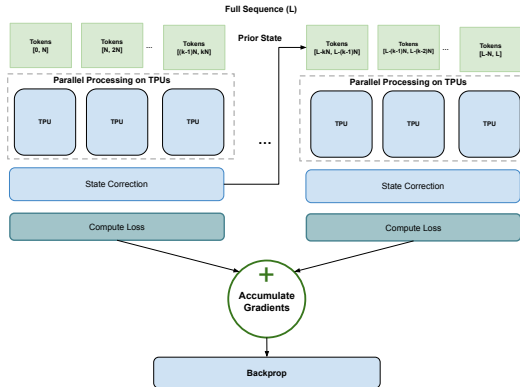 Full Sequence (L)
Tokens
[0, N]
Tokens
[N, 2N]
...
Tokens
[(k-1)N, kN]
Prior State
Tokens
[L-kN, L-(k-1)N]
Tokens
[L-(k-1)N, L-(k-2)N]
...
Tokens
[L-N, L]
Parallel Processing on TPUs
TPU
TPU
TPU
...
Parallel Processing on TPUs
TPU
TPU
TPU
State Correction
State Correction
Compute Loss
Compute Loss
+
Accumulate
Gradients
Backprop